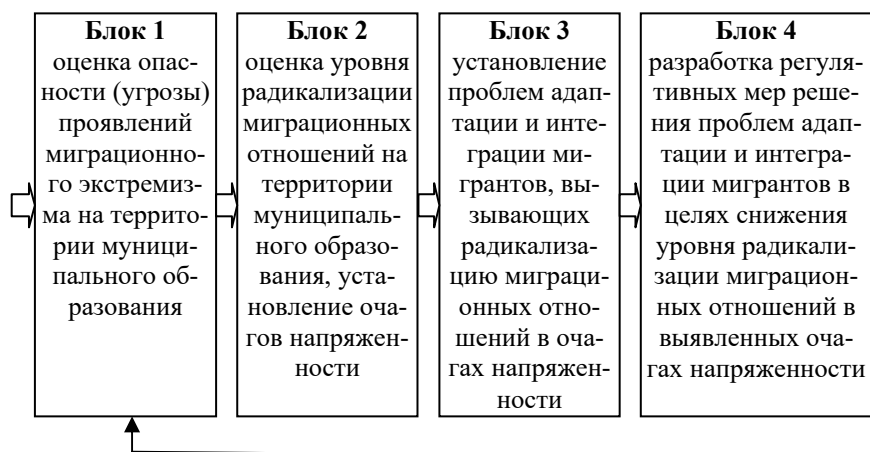 Блок 1
оценка опас-
ности (угрозы)
проявлений
миграционно-
го экстремиз-
ма на террито-
рии муници-
пального об-
разования
Блок 2
оценка уровня
радикализации
миграционных
отношений на
территории
муниципаль-
ного образо-
вания, уста-
новление оча-
гов напряжен-
ности
Блок 3
установление
проблем адап-
тации и инте-
грации ми-
грантов, вы-
зывающих
радикализа-
цию миграци-
онных отно-
шений в оча-
гах напряжен-
ности
Блок 4
разработка регуля-
тивных мер реше-
ния проблем адап-
тации и интегра-
ции мигрантов в
целях снижения
уровня радикали-
зации миграцион-
ных отношений в
выявленных оча-
гах напряженности